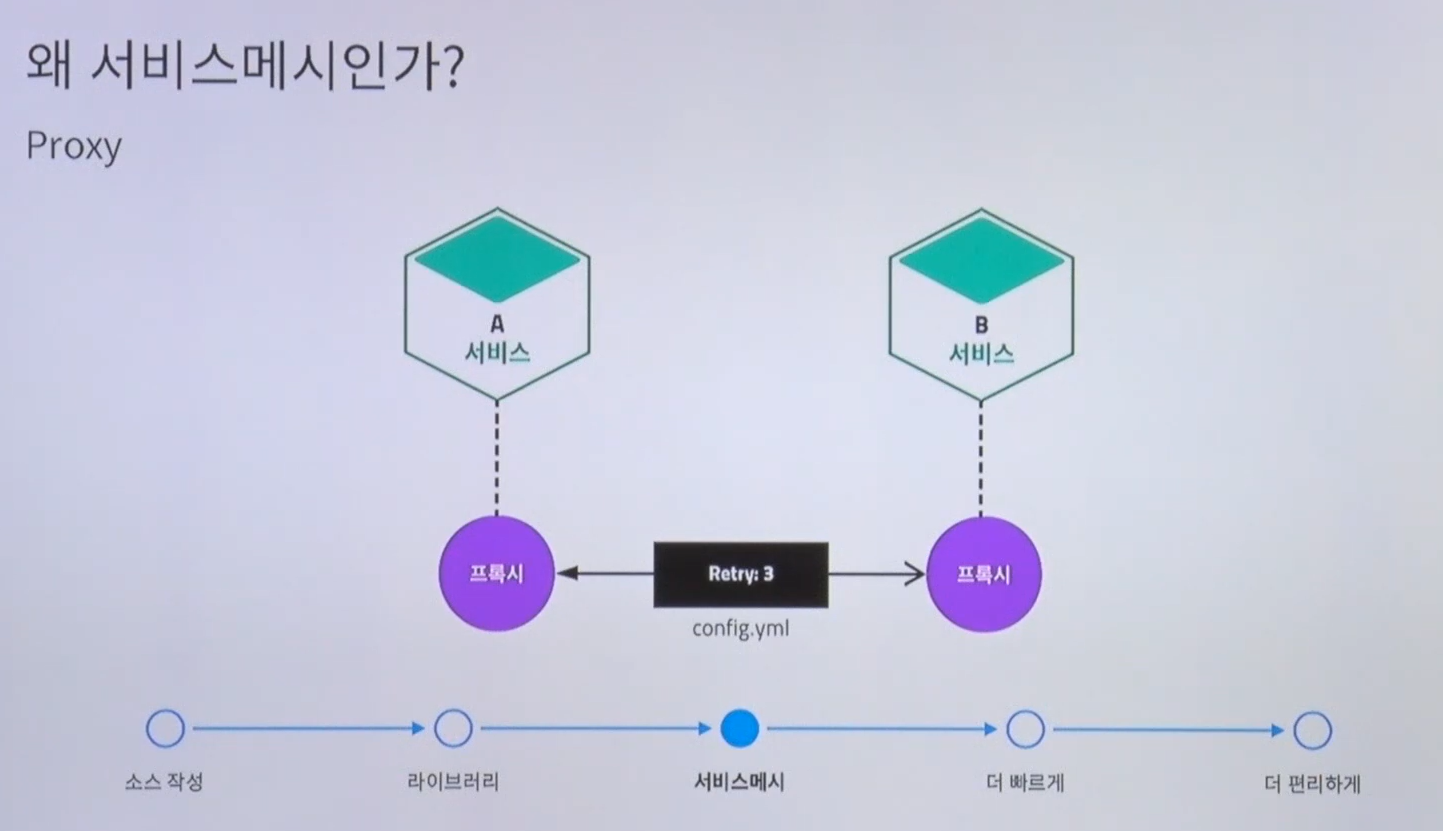 왜 서비스메시인가?
Proxy
A
서비스
B
서비스
프록시
Retry: 3
프록시
config.yml
소스 작성
라이브러리
서비스메시
더 빠르게
더 편리하게